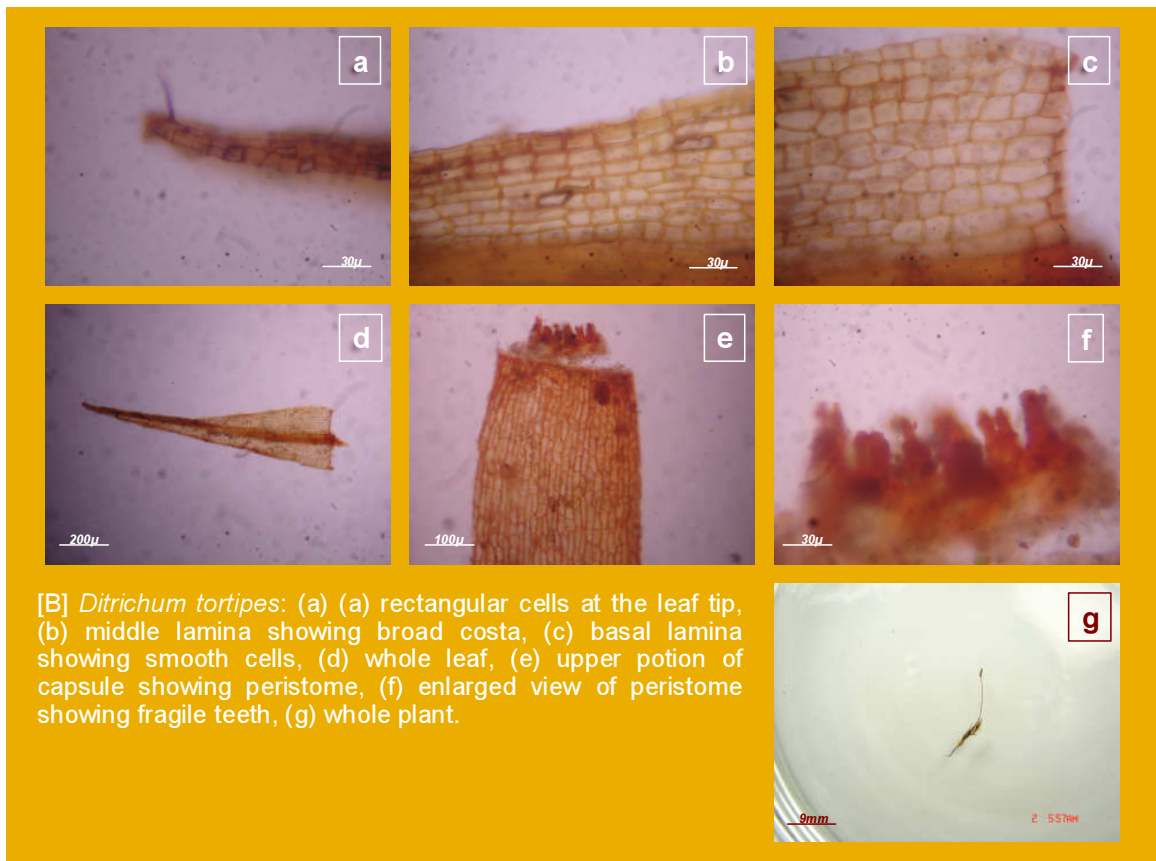 a
b
c
30µ
30µ
30µ
d
e
f
200µ
100µ
30µ
[B] Ditrichum tortipes: (a) (a) rectangular cells at the leaf tip,
(b) middle lamina showing broad costa, (c) basal lamina
showing smooth cells, (d) whole leaf, (e) upper potion of
capsule showing peristome, (f) enlarged view of peristome
showing fragile teeth, (g) whole plant.
g
9mm
2 5:57AM